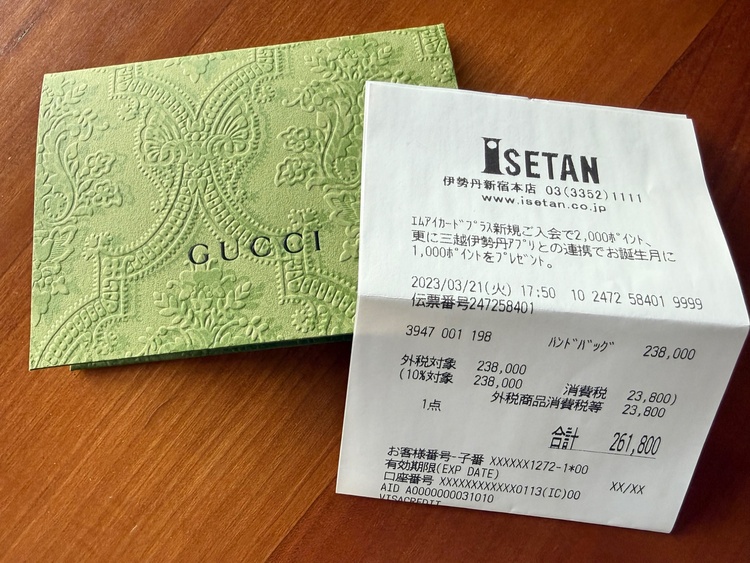 GUCCI
ISETAN
伊勢丹新宿本店 03(3352)1111
www.isetan.co.jp
エムアイカードプラス新規ご入会で2,000ポイント、
更に三越伊勢丹アプリとの連携でお誕生月に
1,000ポイントをプレゼント。
2023/03/21(火) 17:50 10 2472 58401 9999
伝票番号247258401
3947 001 198 ハンドバッグ 238,000
外税対象 238,000
(10%対象 238,000 消費税 23,800)
1点 外税商品消費税等 23,800
合計 261,800
お客様番号-子番 XXXXXX1272-1*00
有効期限(EXP DATE) XX/XX
口座番号 XXXXXXXXXXXX0113(IC)00
AID A0000000031010
VISACREDIT